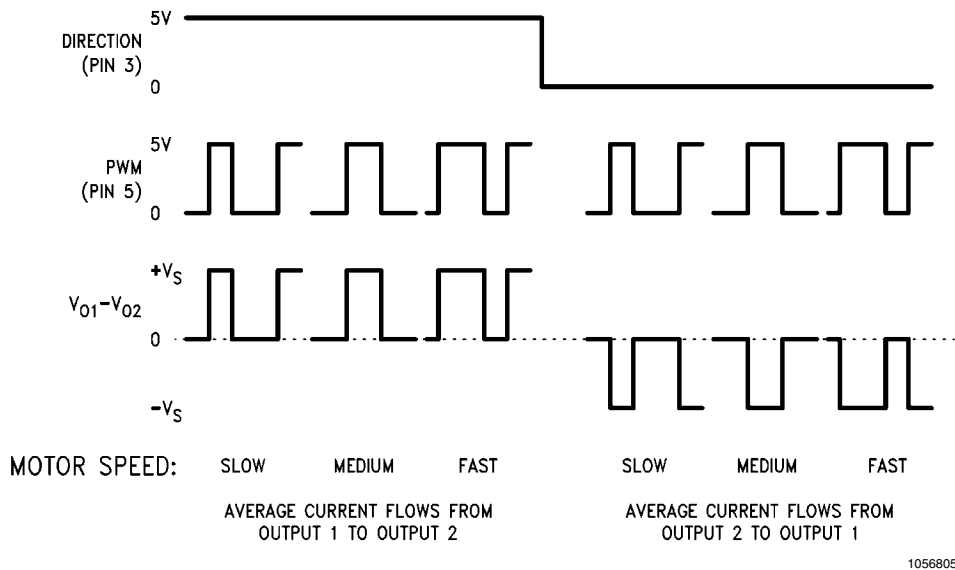 5V
DIRECTION
(PIN 3)
0
5V
PWM
(PIN 5)
0
+VS
VO1–VO2
0
–VS
MOTOR SPEED: SLOW MEDIUM FAST SLOW MEDIUM FAST
AVERAGE CURRENT FLOWS FROM
OUTPUT 1 TO OUTPUT 2
AVERAGE CURRENT FLOWS FROM
OUTPUT 2 TO OUTPUT 1
1056805